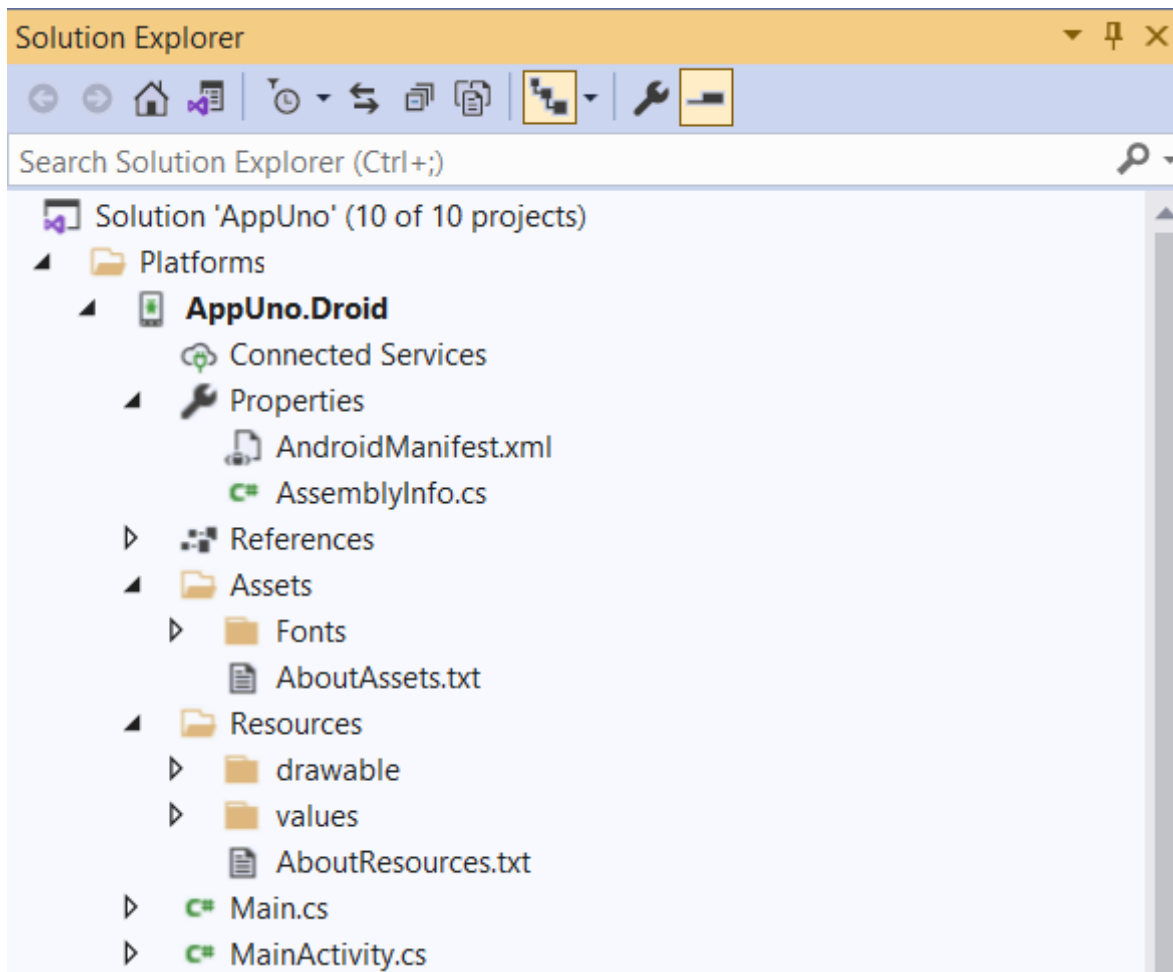 Solution Explorer
Search Solution Explorer (Ctrl+;)
Solution 'AppUno' (10 of 10 projects)
Platforms
AppUno.Droid
Connected Services
Properties
AndroidManifest.xml
C# AssemblyInfo.cs
References
Assets
Fonts
AboutAssets.txt
Resources
drawable
values
AboutResources.txt
C# Main.cs
C# MainActivity.cs